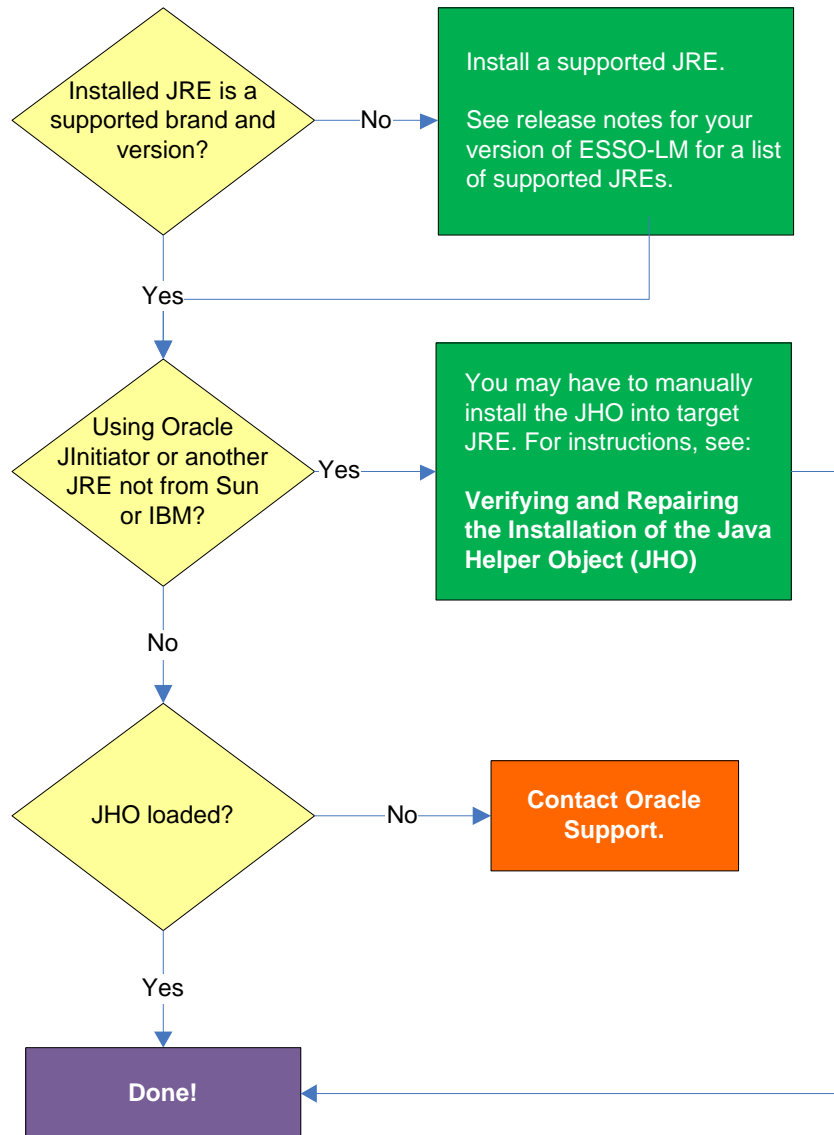 Installed JRE is a
supported brand and
version?
No
Install a supported JRE.
See release notes for your
version of ESSO-LM for a list
of supported JREs.
Yes
Using Oracle
JInitiator or another
JRE not from Sun
or IBM?
Yes
You may have to manually
install the JHO into target
JRE. For instructions, see:
Verifying and Repairing
the Installation of the Java
Helper Object (JHO)
No
JHO loaded?
No
Contact Oracle
Support.
Yes
Done!